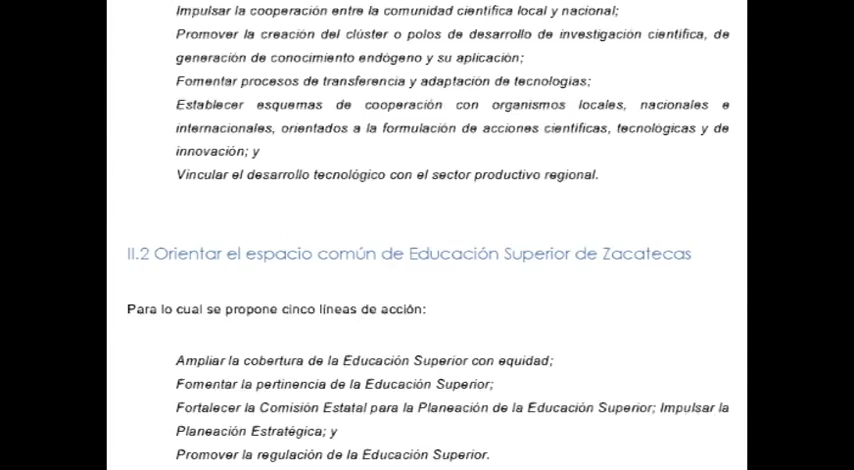 Impulsar la cooperación entre la comunidad científica local y nacional;
Promover la creación del clúster o polos de desarrollo de investigación científica, de
generación de conocimiento endógeno y su aplicación;
Fomentar procesos de transferencia y adaptación de tecnologías;
Establecer esquemas de cooperación con organismos locales, nacionales e
internacionales, orientados a la formulación de acciones científicas, tecnológicas y de
innovación; y
Vincular el desarrollo tecnológico con el sector productivo regional.
II.2 Orientar el espacio común de Educación Superior de Zacatecas
Para lo cual se propone cinco líneas de acción:
Ampliar la cobertura de la Educación Superior con equidad;
Fomentar la pertinencia de la Educación Superior;
Fortalecer la Comisión Estatal para la Planeación de la Educación Superior; Impulsar la
Planeación Estratégica; y
Promover la regulación de la Educación Superior.